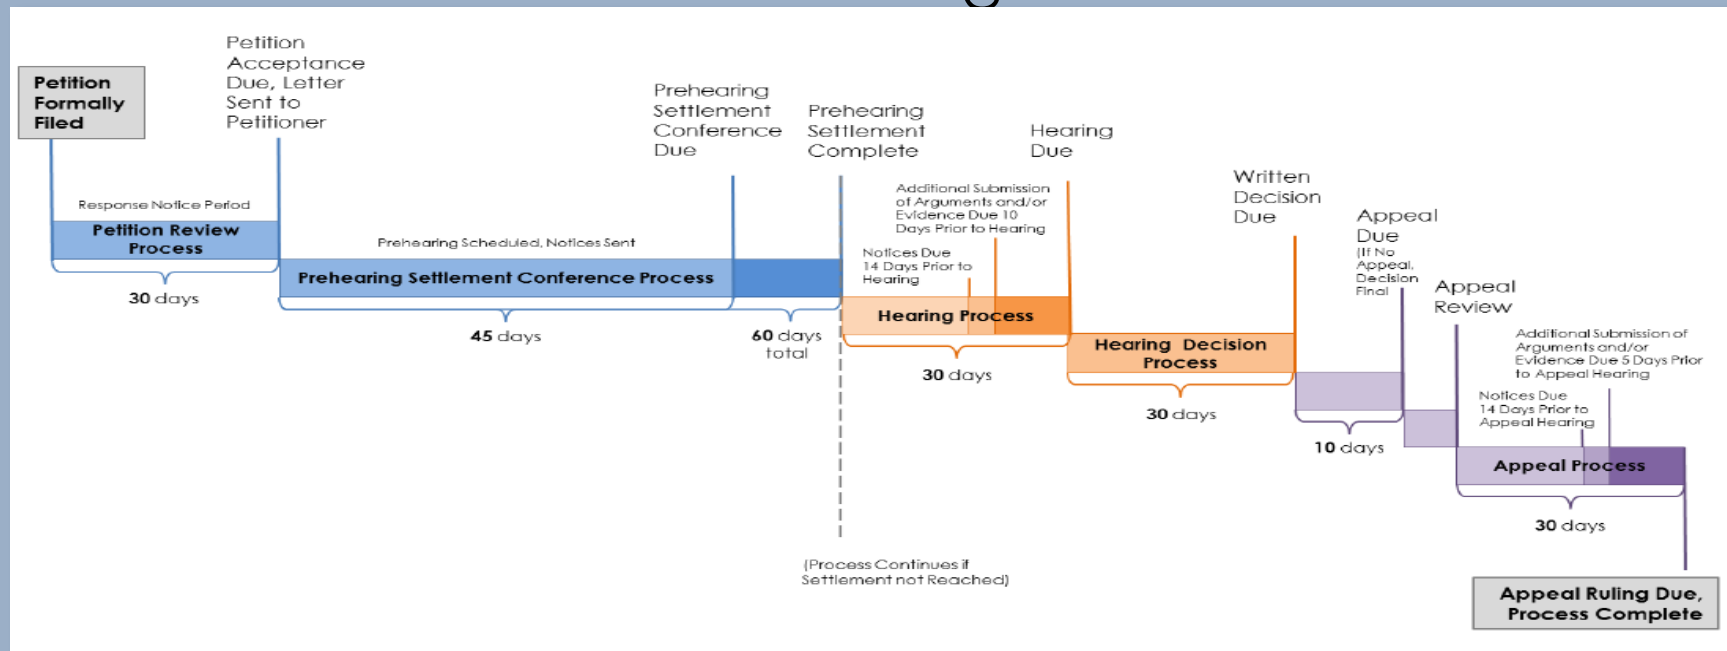 Petition
Formally
Filed
Petition
Acceptance
Due, Letter
Sent to
Petitioner
Response Notice Period
Petition Review
Process
30 days
Prehearing Scheduled, Notices Sent
Prehearing Settlement Conference Process
45 days
Prehearing
Settlement
Conference
Due
60 days
total
Prehearing
Settlement
Complete
(Process Continues if
Settlement not Reached)
Notices Due
14 Days Prior to
Hearing
Additional Submission
of Arguments and/or
Evidence Due 10
Days Prior to Hearing
Hearing Process
30 days
Hearing
Due
Hearing Decision
Process
30 days
Written
Decision
Due
10 days
Appeal
Due
(If No
Appeal,
Decision
Final
Appeal
Review
Notices Due
14 Days Prior to
Appeal Hearing
Additional Submission of
Arguments and/or
Evidence Due 5 Days Prior
to Appeal Hearing
Appeal Process
30 days
Appeal Ruling Due,
Process Complete